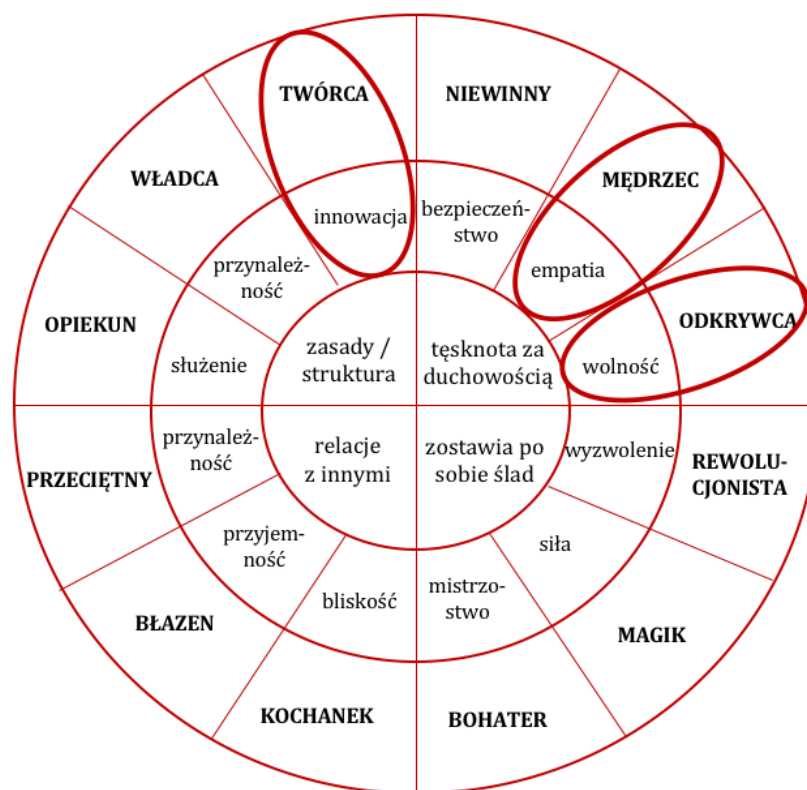 TWÓRCA
NIEWINNY
MĘDRZEC
WŁADCA
innowacja
bezpieczeń-
stwo
empatia
przynależ-
ność
OPIEKUN
ODKRYWCA
służenie
zasady /
struktura
tęsknota za
duchowością
wolność
przynależ-
ność
relacje
z innymi
zostawia po
sobie ślad
wyzwolenie
PRZECIĘTNY
REWOLU-
CJONISTA
przyjem-
ność
siła
bliskość
mistrzo-
stwo
BŁAZEN
MAGIK
KOCHANEK
BOHATER